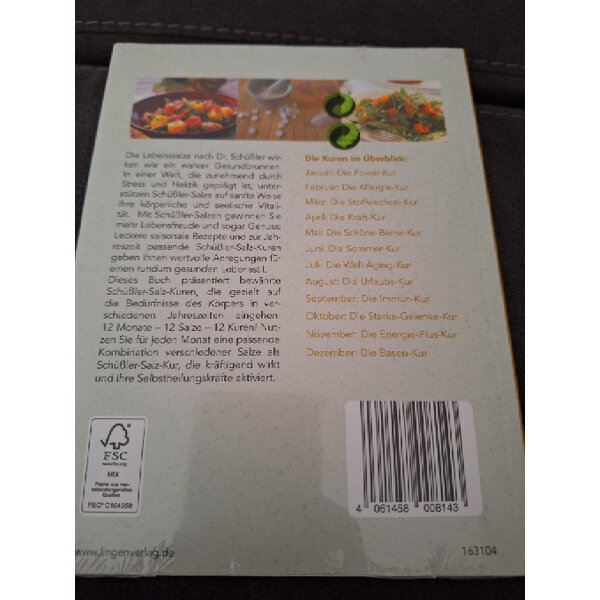 Die Lebenssalze nach Dr. Schüßler wir-
ken wie ein wahrer Gesundbrunnen.
In einer Welt, die zunehmend durch
Stress und Hektik geprägt ist, unter-
stützen Schüßler-Salze auf sanfte Weise
Ihre körperliche und seelische Vitali-
tät. Mit Schüßler-Salzen gewinnen Sie
mehr Lebensfreude und sogar Genuss:
Leckere saisonale Rezepte und zur Jah-
reszeit passende Schüßler-Salz-Kuren
geben Ihnen wertvolle Anregungen für
einen rundum gesunden Lebensstil.
Dieses Buch präsentiert bewährte
Schüßler-Salz-Kuren, die gezielt auf
die Bedürfnisse des Körpers in ver-
schiedenen Jahreszeiten eingehen:
12 Monate – 12 Salze – 12 Kuren! Nut-
zen Sie für jeden Monat eine passende
Kombination verschiedener Salze als
Schüßler-Salz-Kur, die kräftigend wirkt
und Ihre Selbstheilungskräfte aktiviert.
Die Kuren im Überblick:
Januar: Die Power-Kur
Februar: Die Allergie-Kur
März: Die Stoffwechsel-Kur
April: Die Kraft-Kur
Mai: Die Schöne-Beine-Kur
Juni: Die Sommer-Kur
Juli: Die Well-Aging-Kur
August: Die Urlaubs-Kur
September: Die Immun-Kur
Oktober: Die Starke-Gelenke-Kur
November: Die Energie-Plus-Kur
Dezember: Die Basen-Kur
FSC
www.fsc.org
MIX
Papier aus ver-
antwortungsvollen
Quellen
FSC® C104350
4 061458 008143
www.lingenverlag.de
163104